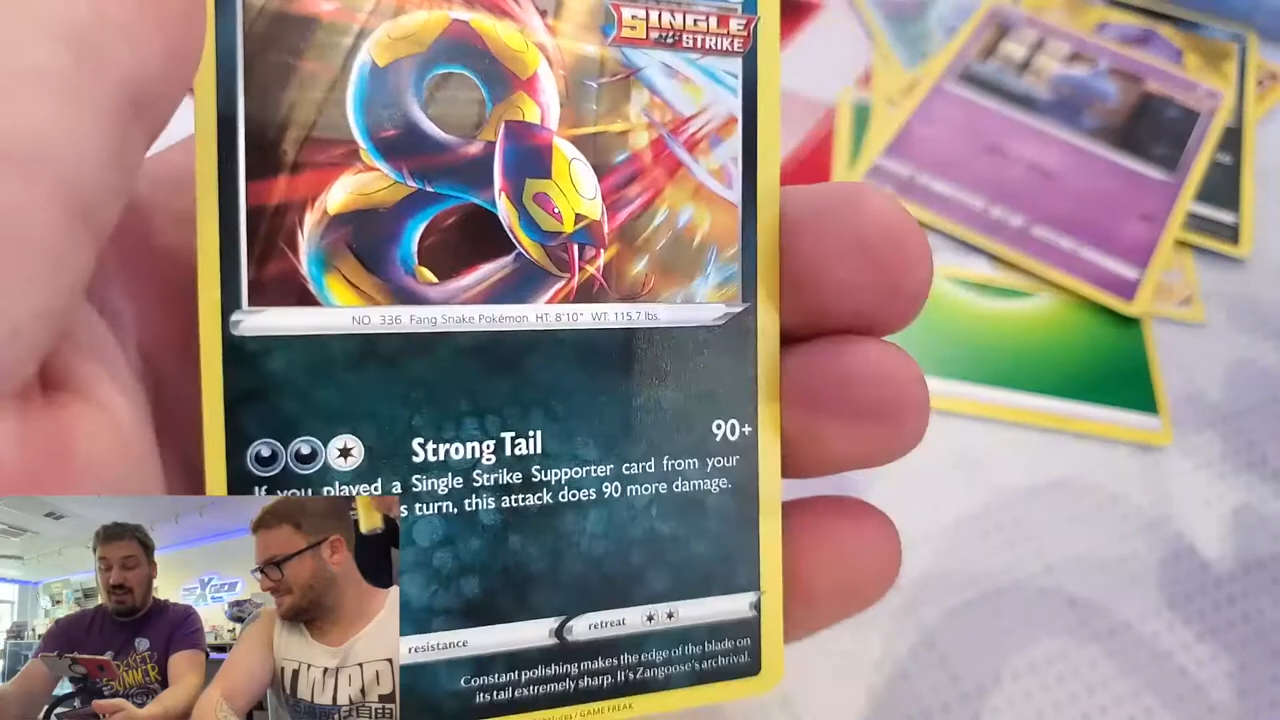 SINGLE
STRIKE
NO 336 Fang Snake Pokémon HT: 8'10" WT: 115.7 lbs.
Strong Tail 90+
If you played a Single Strike Supporter card from your
s turn, this attack does 90 more damage.
resistance retreat
Constant polishing makes the edge of the blade on
its tail extremely sharp. It's Zangoose's archrival.
/ GAME FREAK
SUMMER
TWRP